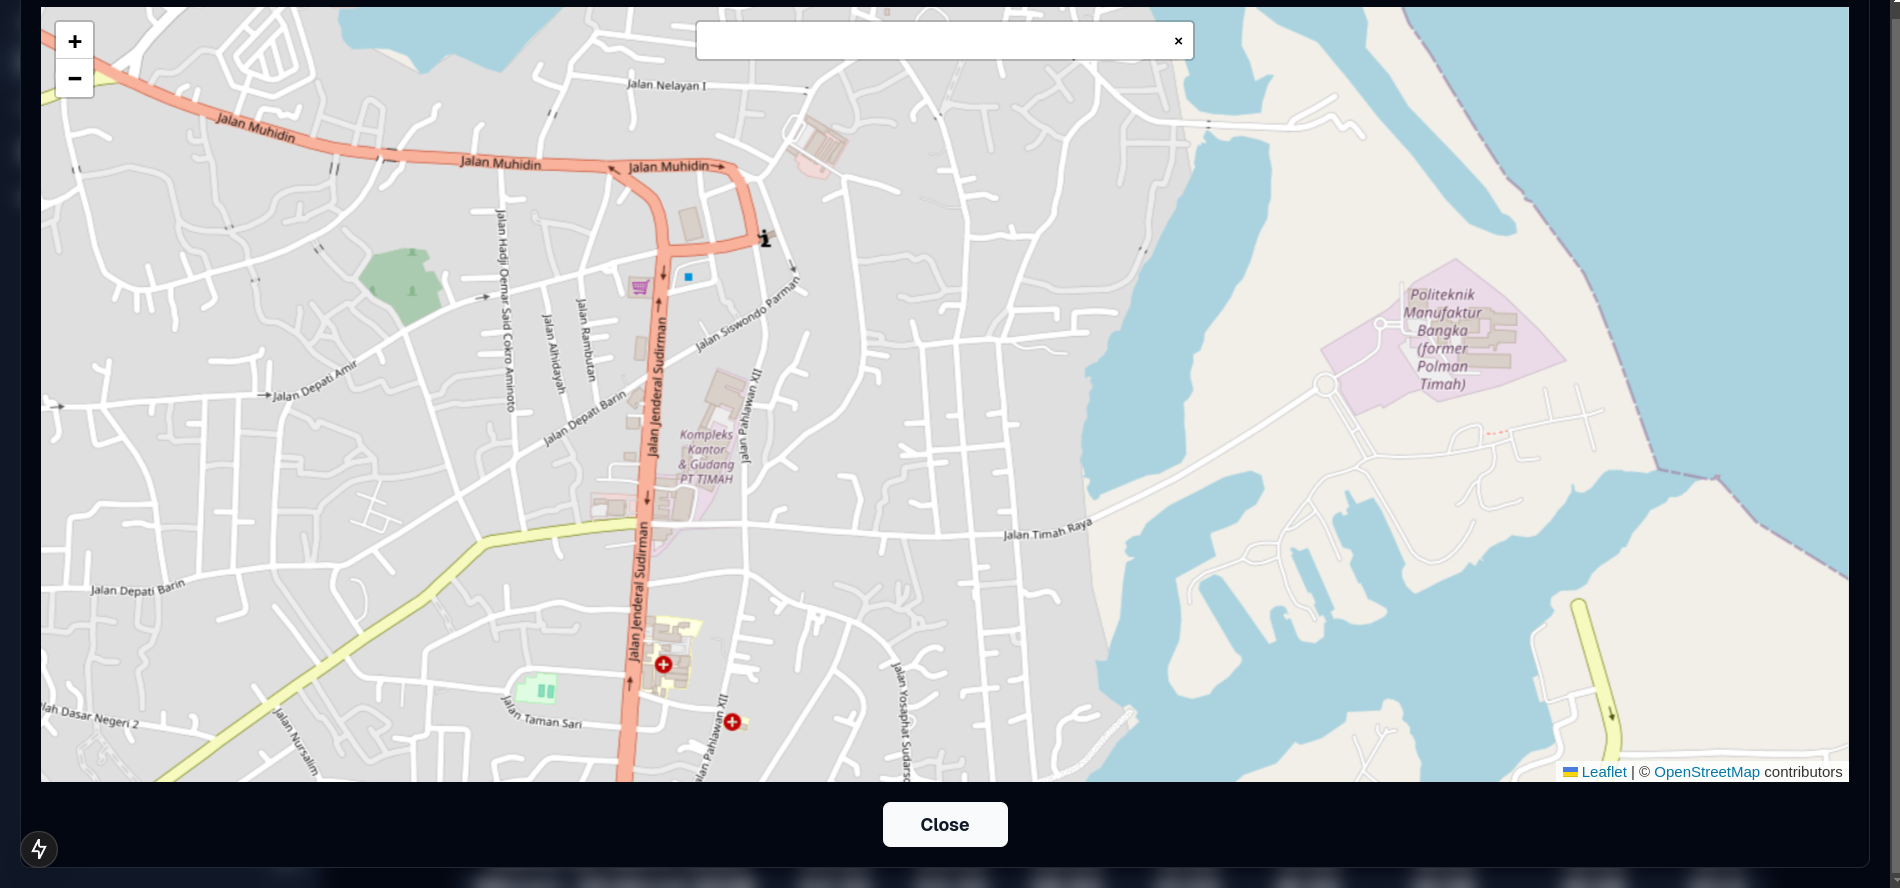 +
−
×
Jalan Nelayan I
Jalan Muhidin
Jalan Muhidin
Jalan Muhidin
Jalan Hadji Oemar Said Cokro Aminoto
Jalan Alhidayah
Jalan Rambutan
Jalan Siswondo Parman
Jalan Jenderal Sudirman
Jalan Depati Amir
Jalan Depati Barin
Jalan Pahlawan XII
Kompleks
Kantor
& Gudang
PT TIMAH
Politeknik
Manufaktur
Bangka
(former
Polman
Timah)
Jalan Timah Raya
Jalan Jenderal Sudirman
Jalan Depati Barin
Jalan Taman Sari
lah Dasar Negeri 2
Jalan Nursalim
alan Pahlawan XII
Jalan Yosaphat Sudarso
Leaflet | © OpenStreetMap contributors
Close